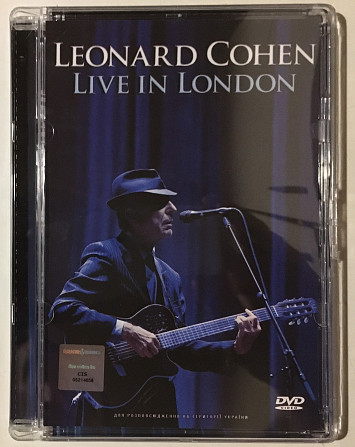 LEONARD COHEN
LIVE IN LONDON
DVD
VIDEO
ДЛЯ РОЗПОВСЮДЖЕННЯ НА ТЕРИТОРІЇ УКРАЇНИ